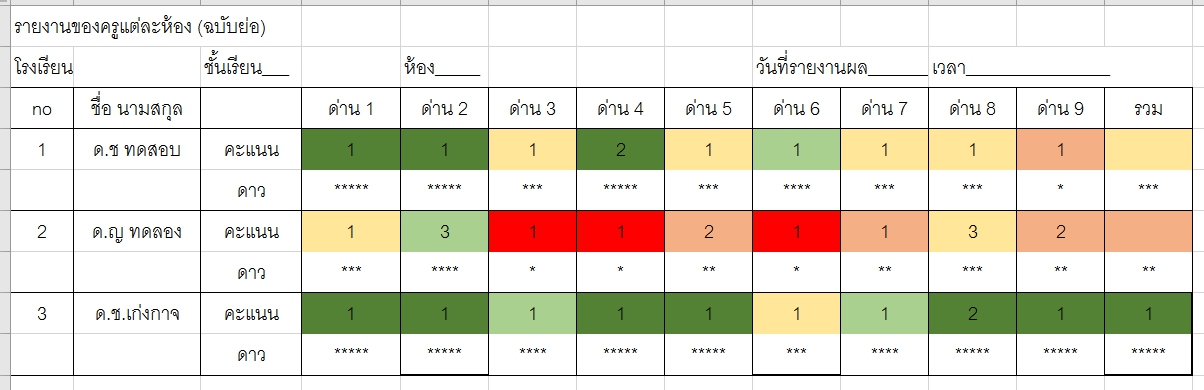 รายงานของครูแต่ละห้อง (ฉบับย่อ)
โรงเรียน ชั้นเรียน___ ห้อง_____ วันที่รายงานผล______ เวลา________________
no ชื่อ นามสกุล ด่าน 1 ด่าน 2 ด่าน 3 ด่าน 4 ด่าน 5 ด่าน 6 ด่าน 7 ด่าน 8 ด่าน 9 รวม
1 ด.ช ทดสอบ คะแนน 1 1 1 2 1 1 1 1 1
ดาว ***** ***** *** ***** *** **** *** *** * ***
2 ด.ญ ทดลอง คะแนน 1 3 1 1 2 1 1 3 2
ดาว *** **** * * ** * ** *** ** **
3 ด.ช.เก่งกาจ คะแนน 1 1 1 1 1 1 1 2 1 1
ดาว ***** ***** **** ***** ***** *** **** ***** ***** *****